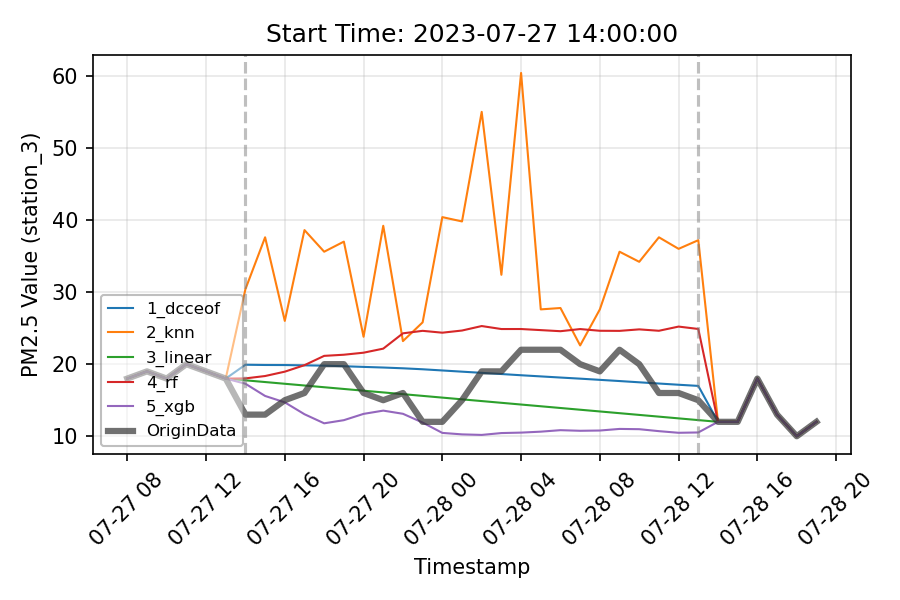 Start Time: 2023-07-27 14:00:00
PM2.5 Value (station_3)
60
50
40
30
20
10
1_dcceof
2_knn
3_linear
4_rf
5_xgb
OriginData
07-27 08
07-27 12
07-27 16
07-27 20
07-28 00
07-28 04
07-28 08
07-28 12
07-28 16
07-28 20
Timestamp